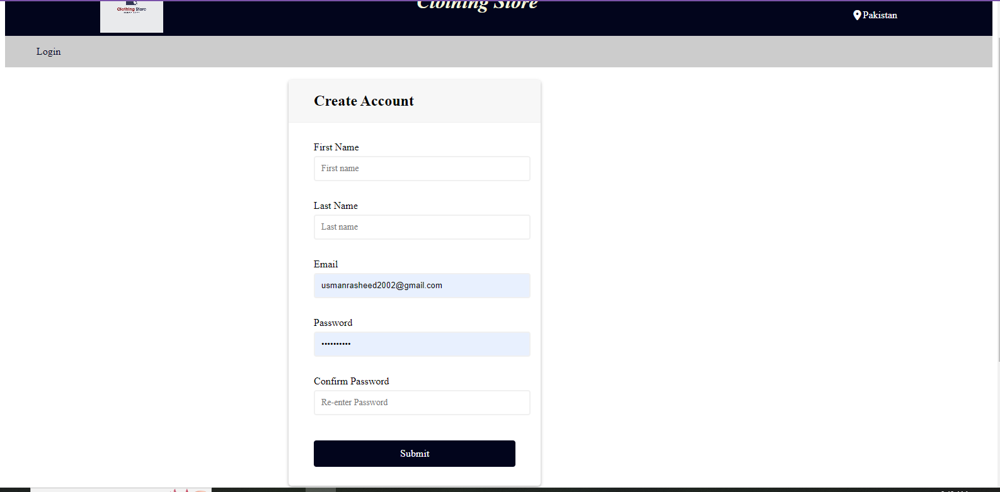 Clothing Store
Clothing Store
Pakistan
Login
Create Account
First Name
First name
Last Name
Last name
Email
usmanrasheed2002@gmail.com
Password
••••••••••
Confirm Password
Re-enter Password
Submit